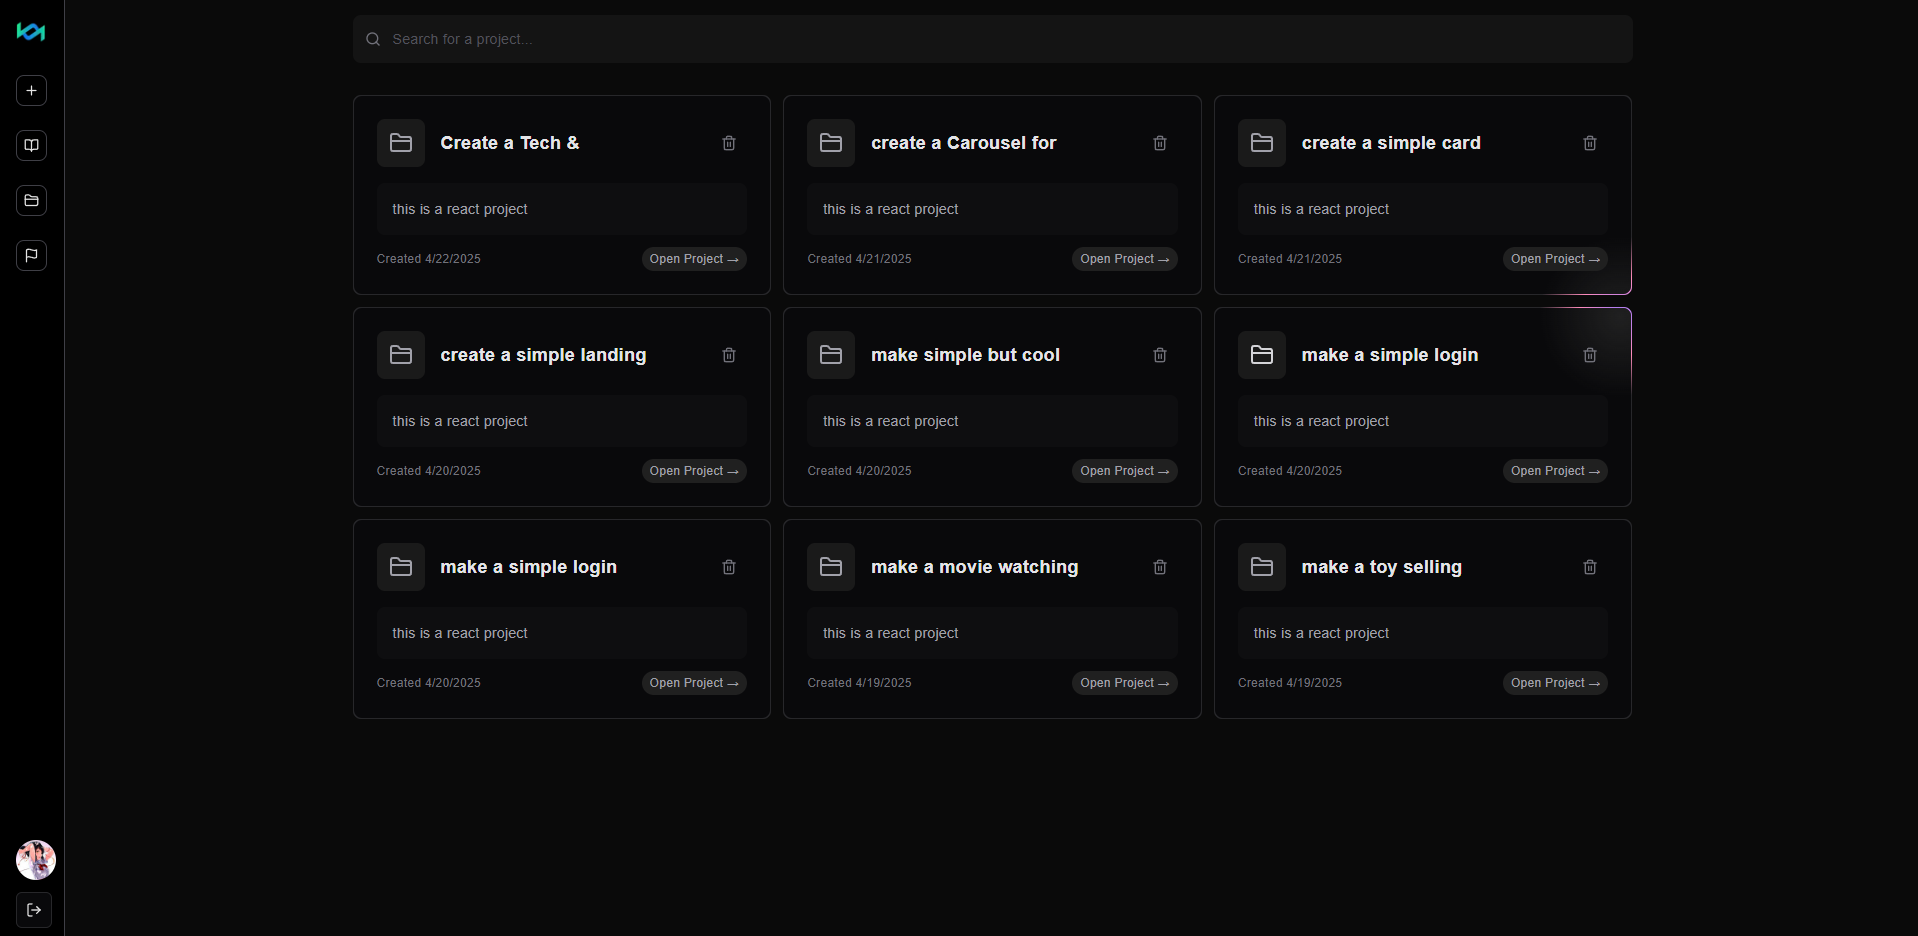 Search for a project...
Create a Tech &
this is a react project
Created 4/22/2025
Open Project →
create a Carousel for
this is a react project
Created 4/21/2025
Open Project →
create a simple card
this is a react project
Created 4/21/2025
Open Project →
create a simple landing
this is a react project
Created 4/20/2025
Open Project →
make simple but cool
this is a react project
Created 4/20/2025
Open Project →
make a simple login
this is a react project
Created 4/20/2025
Open Project →
make a simple login
this is a react project
Created 4/20/2025
Open Project →
make a movie watching
this is a react project
Created 4/19/2025
Open Project →
make a toy selling
this is a react project
Created 4/19/2025
Open Project →